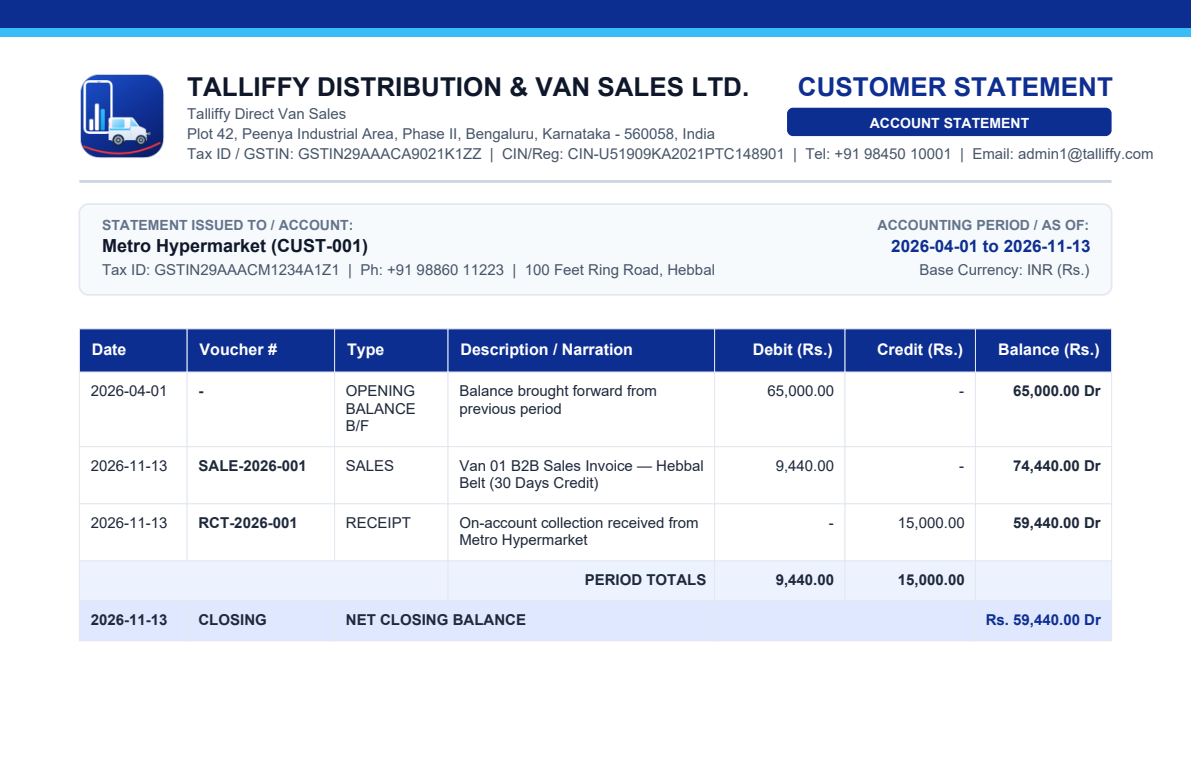 TALLIFFY DISTRIBUTION & VAN SALES LTD.
CUSTOMER STATEMENT
Talliffy Direct Van Sales
ACCOUNT STATEMENT
Plot 42, Peenya Industrial Area, Phase II, Bengaluru, Karnataka - 560058, India
Tax ID / GSTIN: GSTIN29AAACA9021K1ZZ | CIN/Reg: CIN-U51909KA2021PTC148901 | Tel: +91 98450 10001 | Email: admin1@talliffy.com
STATEMENT ISSUED TO / ACCOUNT:
Metro Hypermarket (CUST-001)
Tax ID: GSTIN29AAACM1234A1Z1 | Ph: +91 98860 11223 | 100 Feet Ring Road, Hebbal
ACCOUNTING PERIOD / AS OF:
2026-04-01 to 2026-11-13
Base Currency: INR (Rs.)
Date Voucher # Type Description / Narration Debit (Rs.) Credit (Rs.) Balance (Rs.)
2026-04-01 - OPENING Balance brought forward from 65,000.00 - 65,000.00 Dr
BALANCE previous period
B/F
2026-11-13 SALE-2026-001 SALES Van 01 B2B Sales Invoice — Hebbal 9,440.00 - 74,440.00 Dr
Belt (30 Days Credit)
2026-11-13 RCT-2026-001 RECEIPT On-account collection received from - 15,000.00 59,440.00 Dr
Metro Hypermarket
PERIOD TOTALS 9,440.00 15,000.00
2026-11-13 CLOSING NET CLOSING BALANCE Rs. 59,440.00 Dr